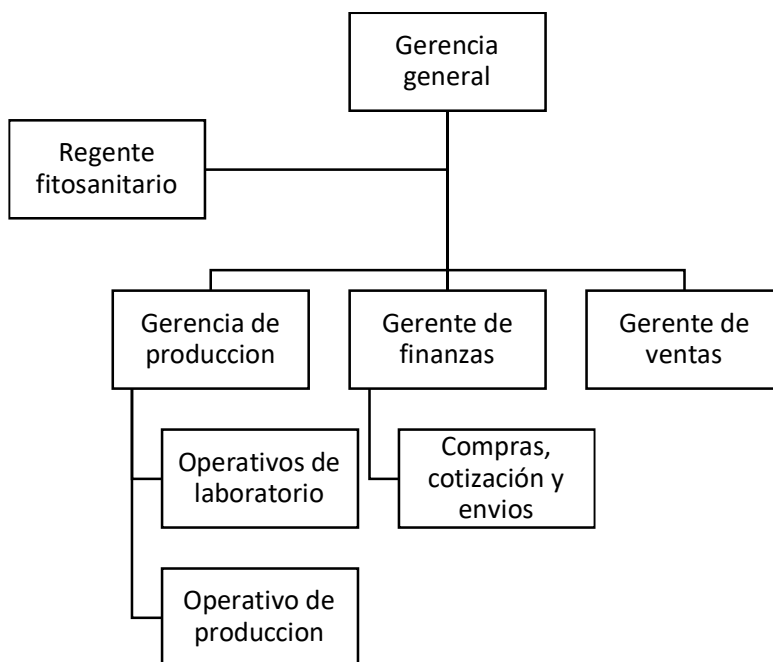 Gerencia
general
Regente
fitosanitario
Gerencia de
produccion
Gerente de
finanzas
Gerente de
ventas
Operativos de
laboratorio
Compras,
cotización y
envios
Operativo de
produccion